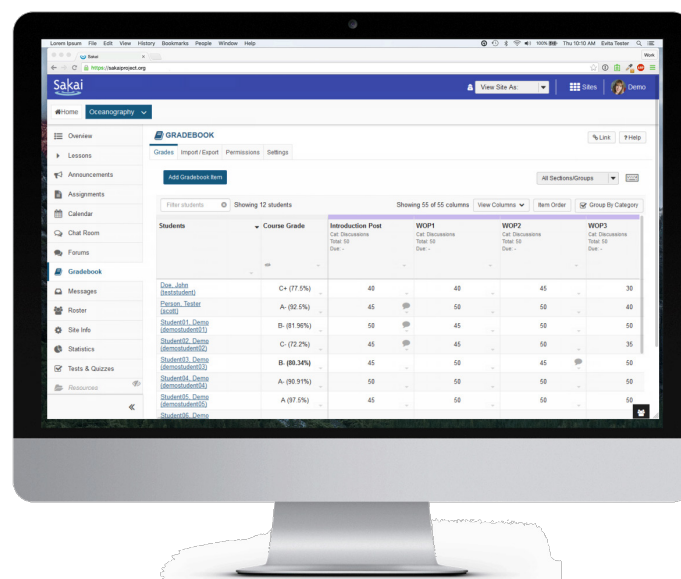 Lorem Ipsum File Edit View History Bookmarks People Window Help 100% Thu 10:10 AM Evita Tester
Sakai Work
https://sakaiproject.org
Sakai View Site As: Sites Demo
Home Oceanography
Overview
Lessons
Announcements
Assignments
Calendar
Chat Room
Forums
Gradebook
Messages
Roster
Site Info
Statistics
Tests & Quizzes
Resources
GRADEBOOK Link ? Help
Grades Import / Export Permissions Settings
Add Gradebook Item All Sections/Groups
Filter students Showing 12 students Showing 55 of 55 columns View Columns Item Order Group By Category
Students Course Grade Introduction Post WOP1 WOP2 WOP3
Cat: Discussions Cat: Discussions Cat: Discussions Cat: Discussions
Total: 50 Total: 50 Total: 50 Total: 50
Due: - Due: - Due: - Due: -
Doe, John C+ (77.5%) 40 40 45 30
(teststudent)
Person, Tester A- (92.5%) 45 50 50 40
(scott)
Student01, Demo B- (81.96%) 50 45 50 50
(demostudent01)
Student02, Demo C- (72.2%) 45 50 50 35
(demostudent02)
Student03, Demo B- (80.34%) 45 50 45 50
(demostudent03)
Student04, Demo A- (90.91%) 50 50 50 50
(demostudent04)
Student05, Demo A (97.5%) 45 50 50 50
(demostudent05)
Student06, Demo